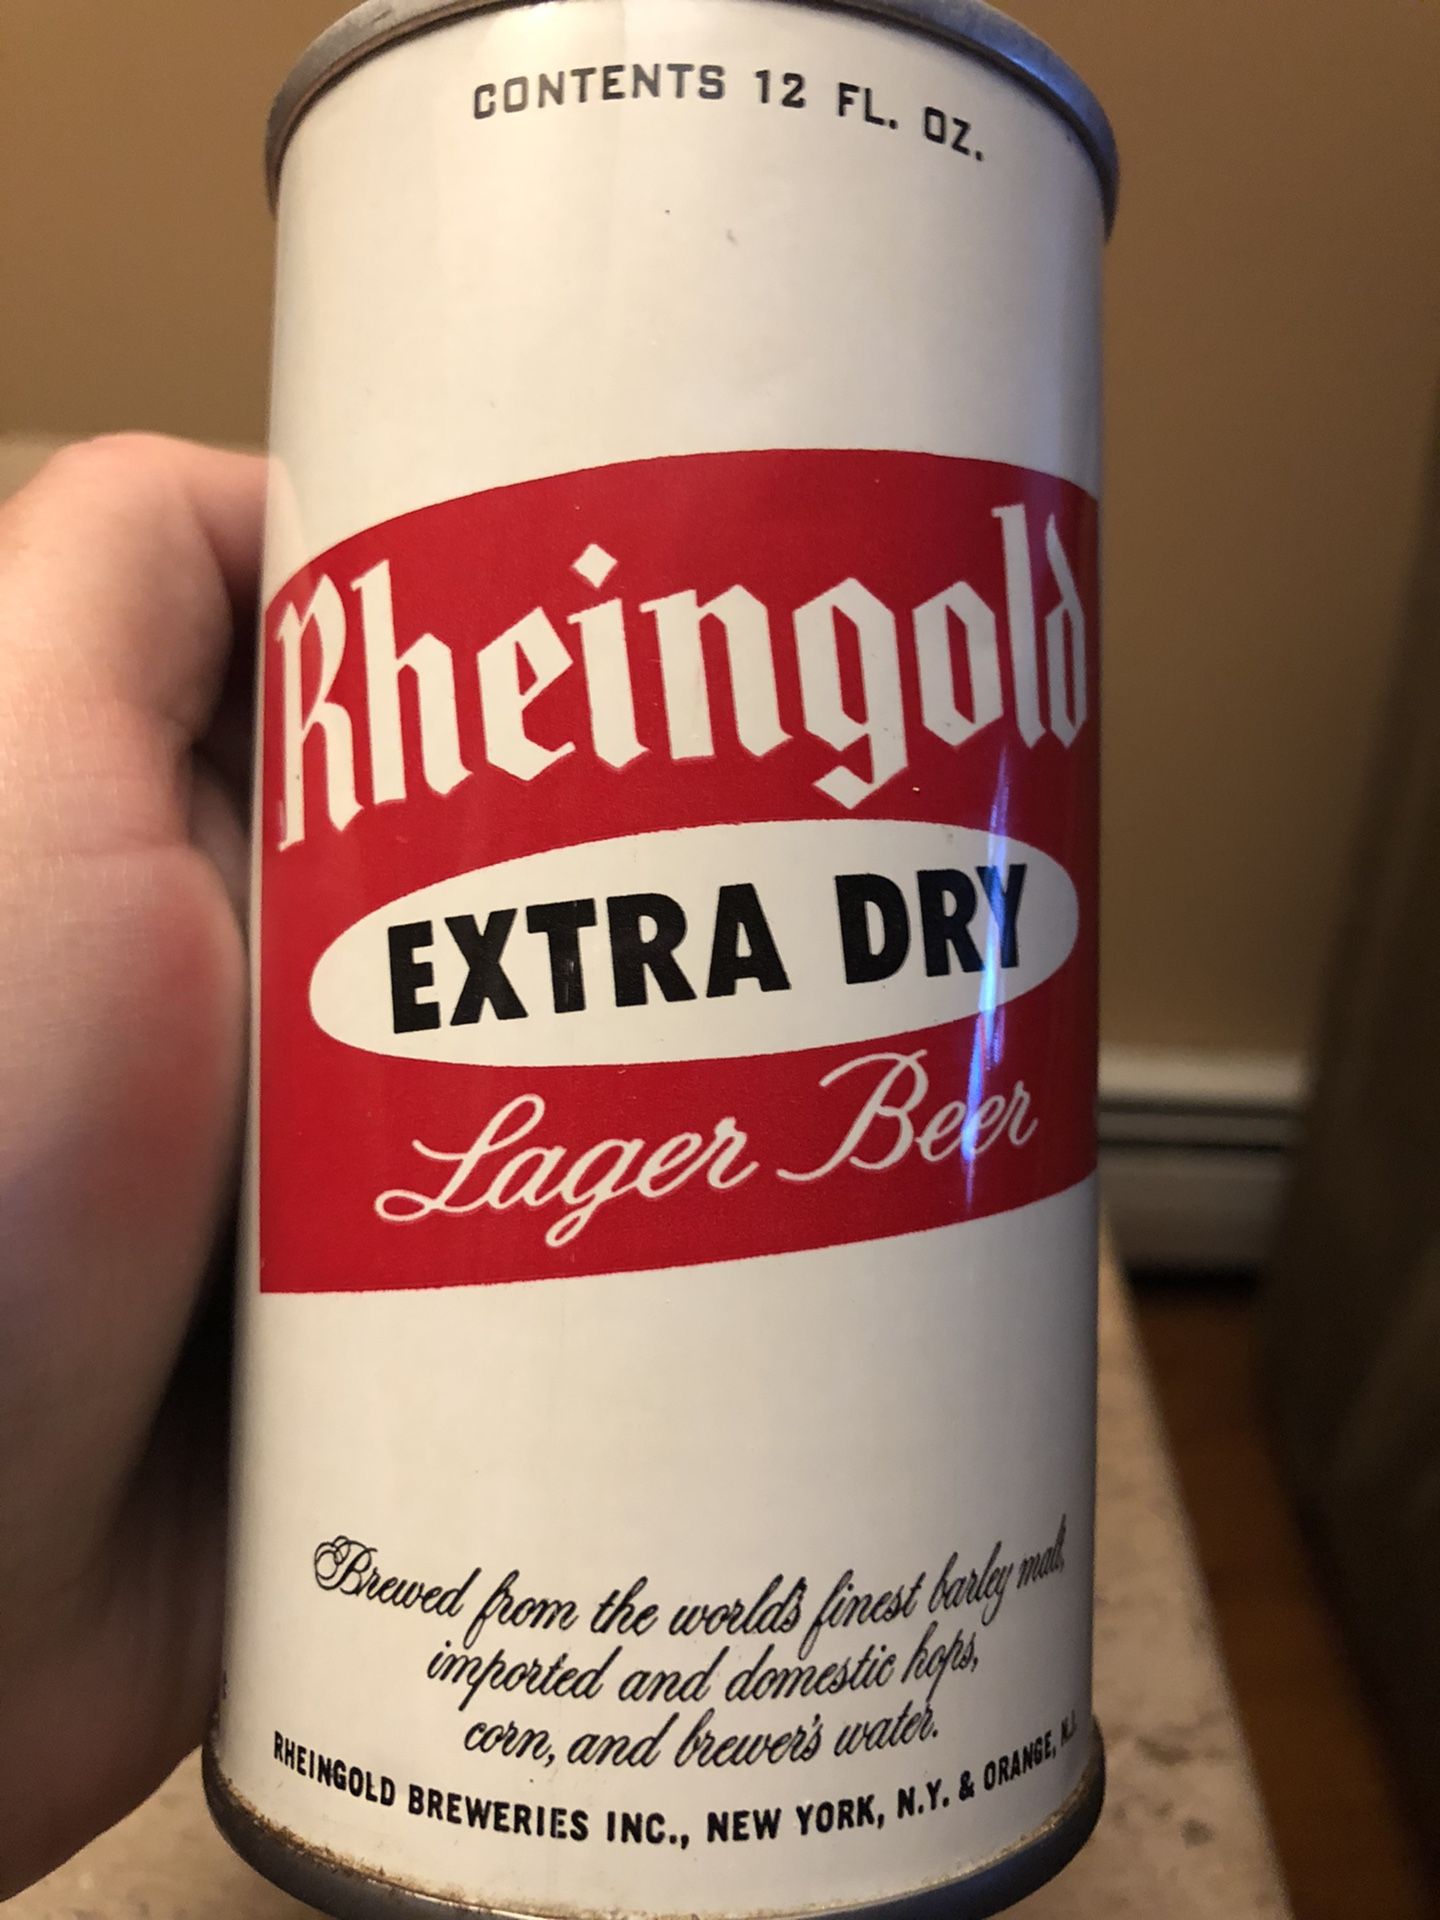 CONTENTS 12 FL. OZ.
Rheingold
EXTRA DRY
Lager Beer
Brewed from the world's finest barley malt,
imported and domestic hops,
corn, and brewer's water.
RHEINGOLD BREWERIES INC., NEW YORK, N.Y. & ORANGE, N.J.